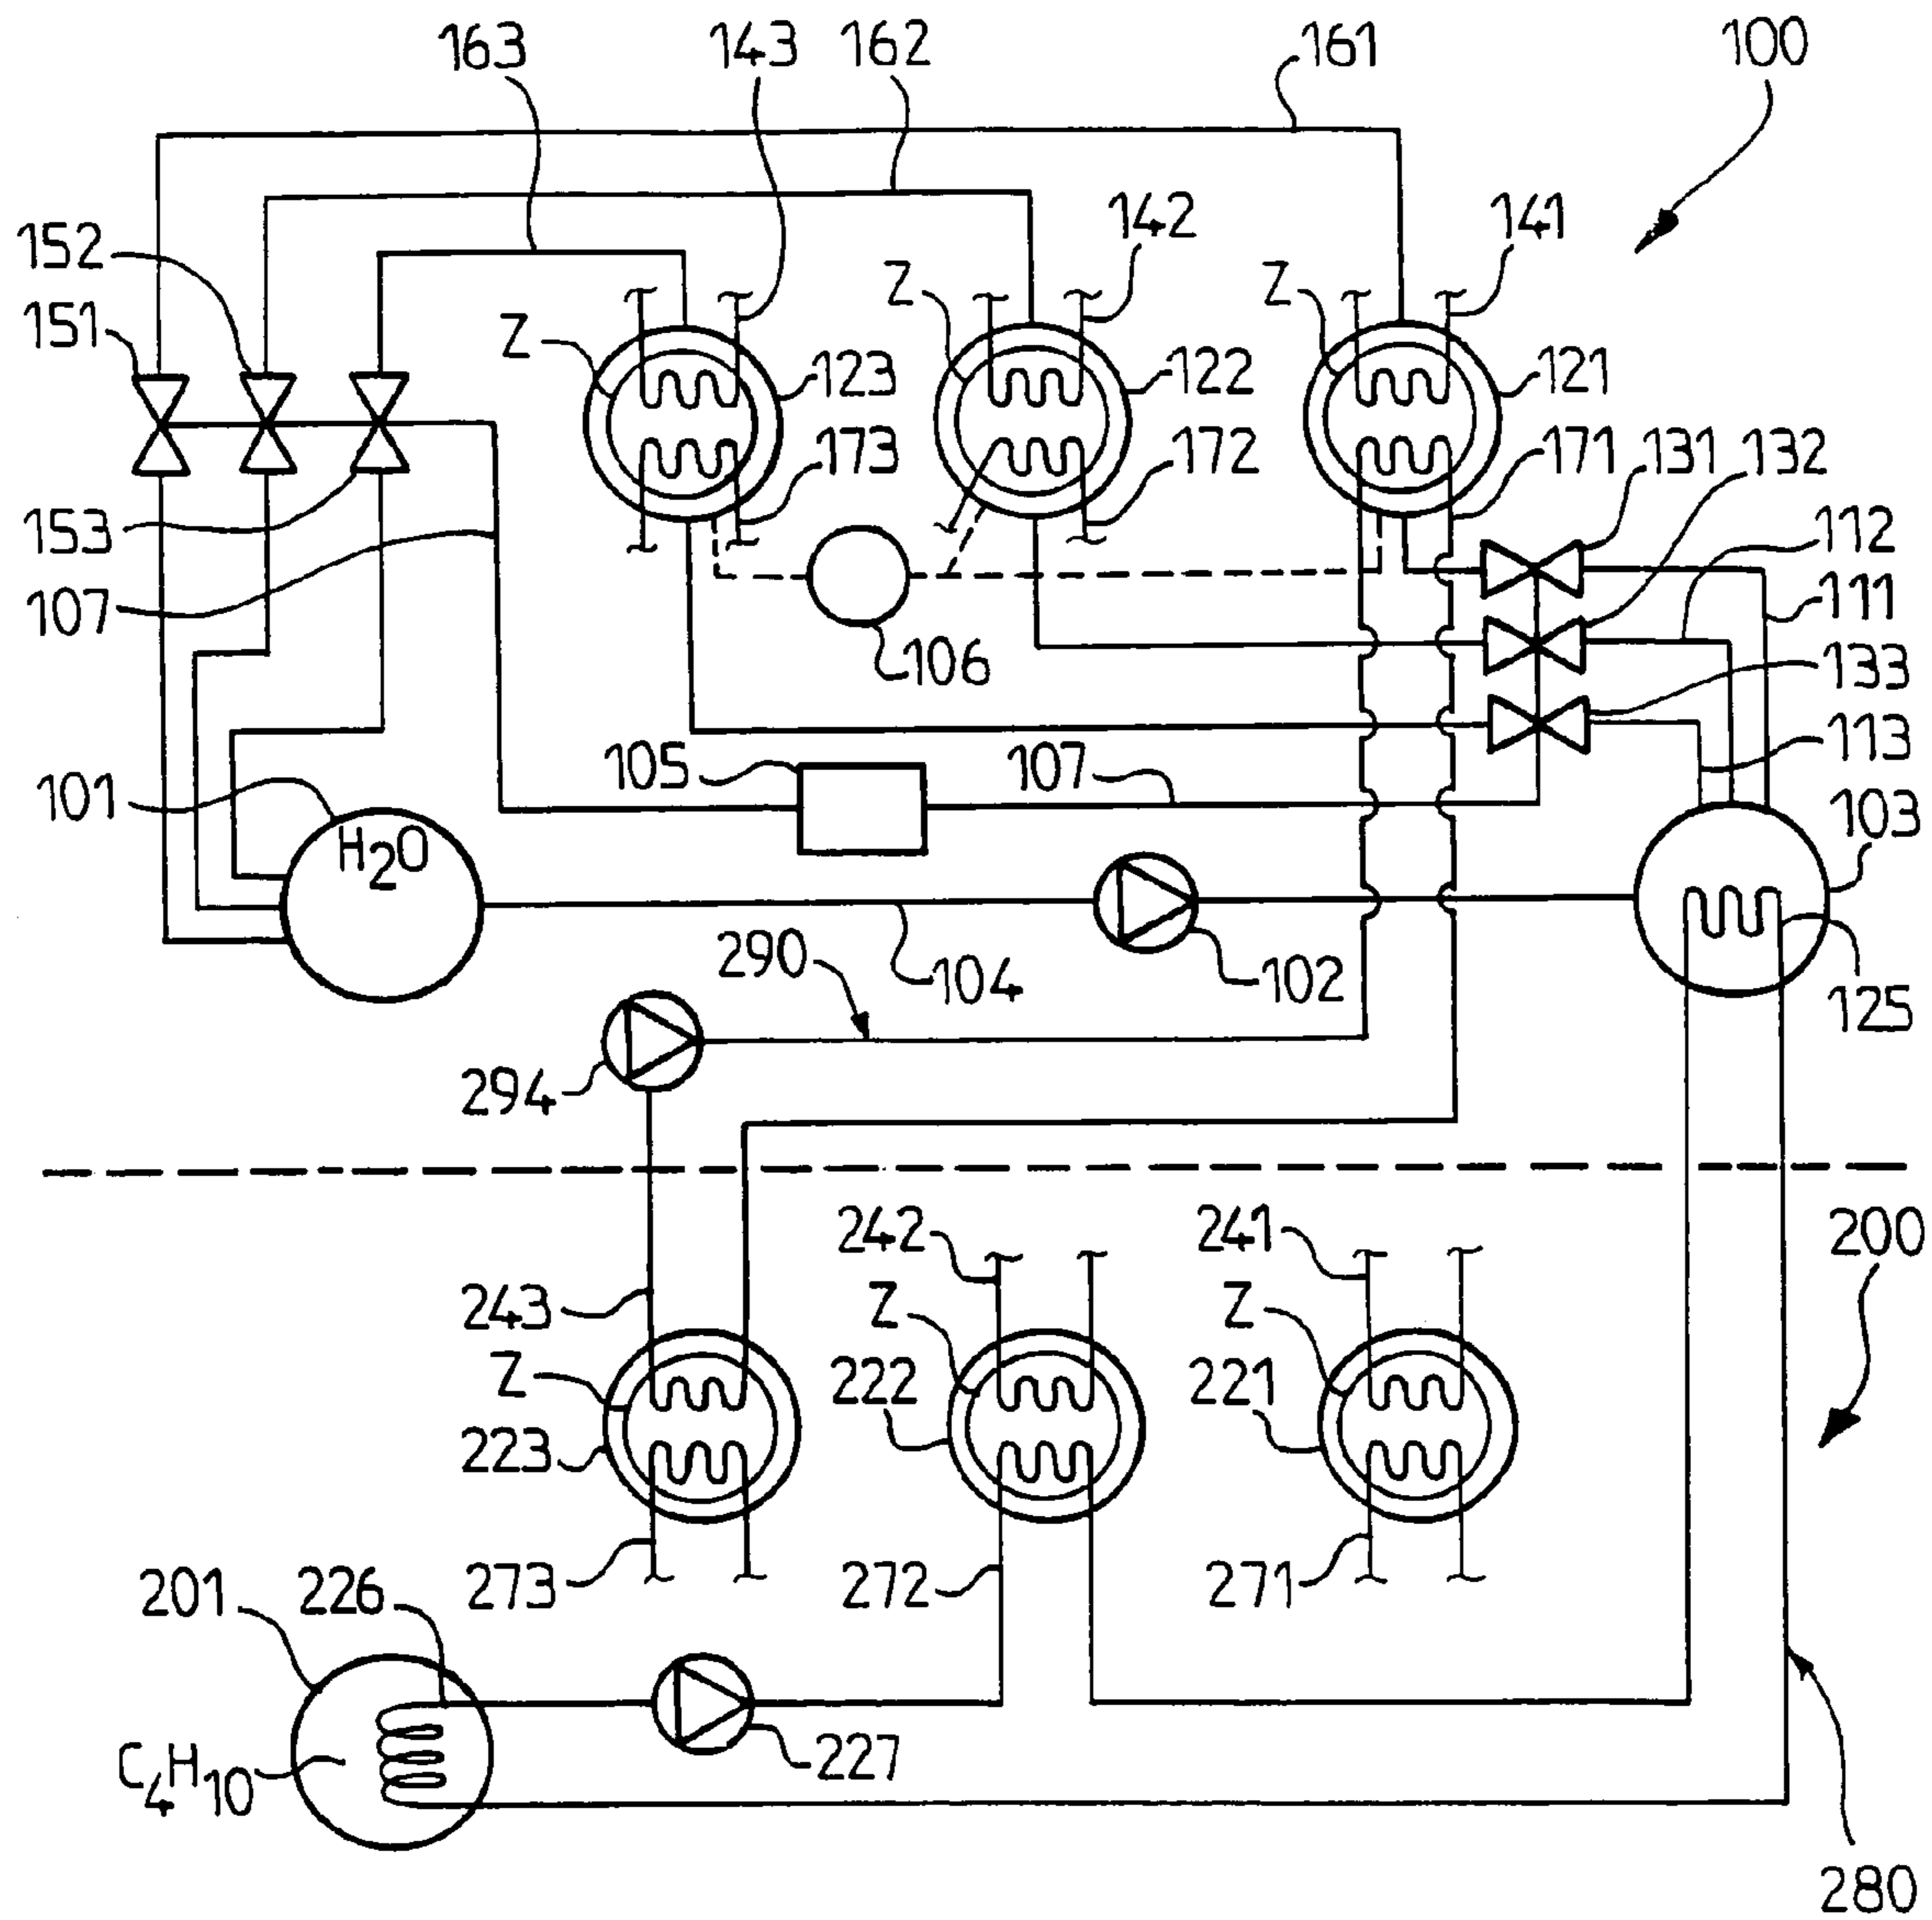 163 143 162 161 100
152 142 141
151 Z Z Z
123 122 121
173 172 171 131 132
153 112
107 111
106 133
101 105 107 113
H2O 103
290 104 102 125
294
242 241 200
243 Z Z
Z 222 221
223
273 272 271
201 226
227
C4H10
280